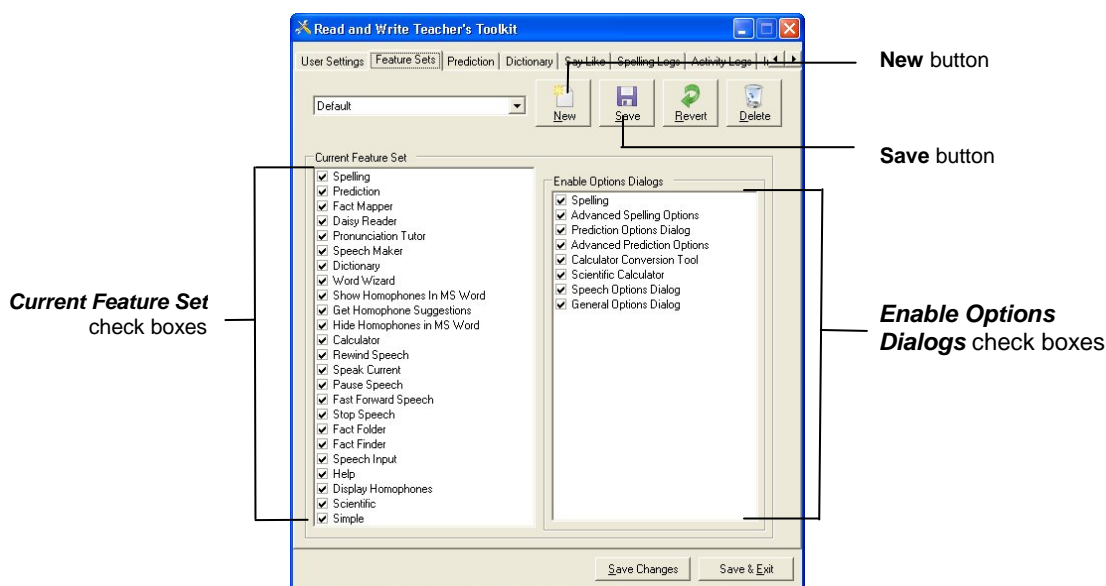 Read and Write Teacher's Toolkit
User Settings Feature Sets Prediction Dictionary Say Like Spelling Logs Activity Logs
New button
Default
New Save Revert Delete
Save button
Current Feature Set
Spelling
Prediction
Fact Mapper
Daisy Reader
Pronunciation Tutor
Speech Maker
Dictionary
Word Wizard
Show Homophones In MS Word
Get Homophone Suggestions
Hide Homophones in MS Word
Calculator
Rewind Speech
Speak Current
Pause Speech
Fast Forward Speech
Stop Speech
Fact Folder
Fact Finder
Speech Input
Help
Display Homophones
Scientific
Simple
Enable Options Dialogs
Spelling
Advanced Spelling Options
Prediction Options Dialog
Advanced Prediction Options
Calculator Conversion Tool
Scientific Calculator
Speech Options Dialog
General Options Dialog
Current Feature Set
check boxes
Enable Options
Dialogs check boxes
Save Changes Save & Exit